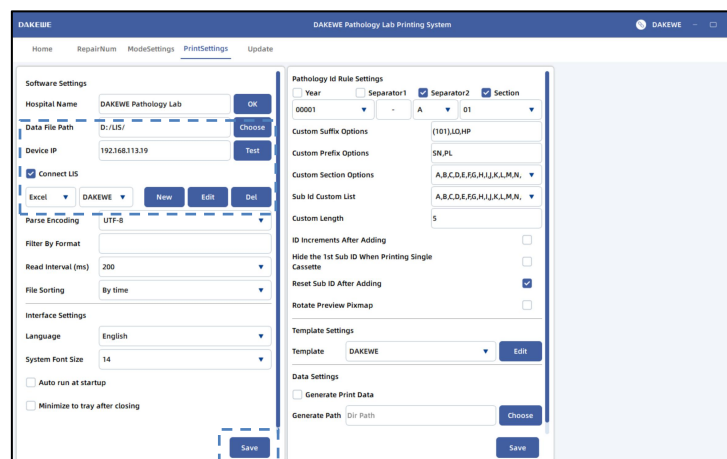 DAKEWE DAKEWE Pathology Lab Printing System DAKEWE
Home RepairNum ModeSettings PrintSettings Update
Software Settings
Hospital Name DAKEWE Pathology Lab OK
Data File Path D:/LIS/ Choose
Device IP 192.168.113.19 Test
Connect LIS
Excel DAKEWE New Edit Del
Parse Encoding UTF-8
Filter By Format
Read Interval (ms) 200
File Sorting By time
Interface Settings
Language English
System Font Size 14
Auto run at startup
Minimize to tray after closing
Save
Pathology Id Rule Settings
Year Separator1 Separator2 Section
00001 - A 01
Custom Suffix Options (101),LO,HP
Custom Prefix Options SN,PL
Custom Section Options A,B,C,D,E,F,G,H,I,J,K,L,M,N,
Sub Id Custom List A,B,C,D,E,F,G,H,I,J,K,L,M,N,
Custom Length 5
ID Increments After Adding
Hide the 1st Sub ID When Printing Single
Cassette
Reset Sub ID After Adding
Rotate Preview Pixmap
Template Settings
Template DAKEWE Edit
Data Settings
Generate Print Data
Generate Path Dir Path Choose
Save